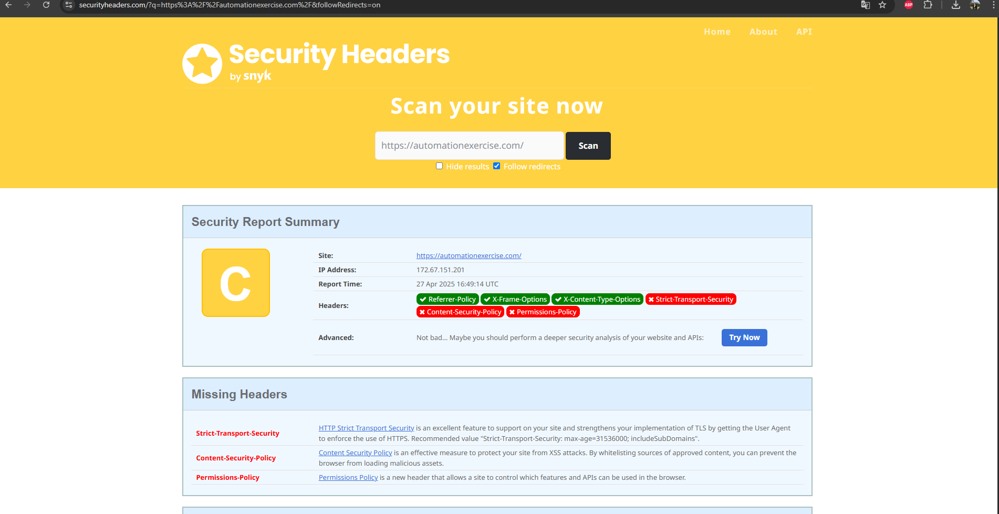 securityheaders.com/?q=https%3A%2F%2Fautomationexercise.com%2F&followRedirects=on
ABP
Home About API
Security Headers
by snyk
Scan your site now
https://automationexercise.com/ Scan
Hide results Follow redirects
Security Report Summary
C
Site: https://automationexercise.com/
IP Address: 172.67.151.201
Report Time: 27 Apr 2025 16:49:14 UTC
Headers: Referrer-Policy X-Frame-Options X-Content-Type-Options Strict-Transport-Security
Content-Security-Policy Permissions-Policy
Advanced: Not bad... Maybe you should perform a deeper security analysis of your website and APIs: Try Now
Missing Headers
Strict-Transport-Security HTTP Strict Transport Security is an excellent feature to support on your site and strengthens your implementation of TLS by getting the User Agent
to enforce the use of HTTPS. Recommended value "Strict-Transport-Security: max-age=31536000; includeSubDomains".
Content-Security-Policy Content Security Policy is an effective measure to protect your site from XSS attacks. By whitelisting sources of approved content, you can prevent the
browser from loading malicious assets.
Permissions-Policy Permissions Policy is a new header that allows a site to control which features and APIs can be used in the browser.